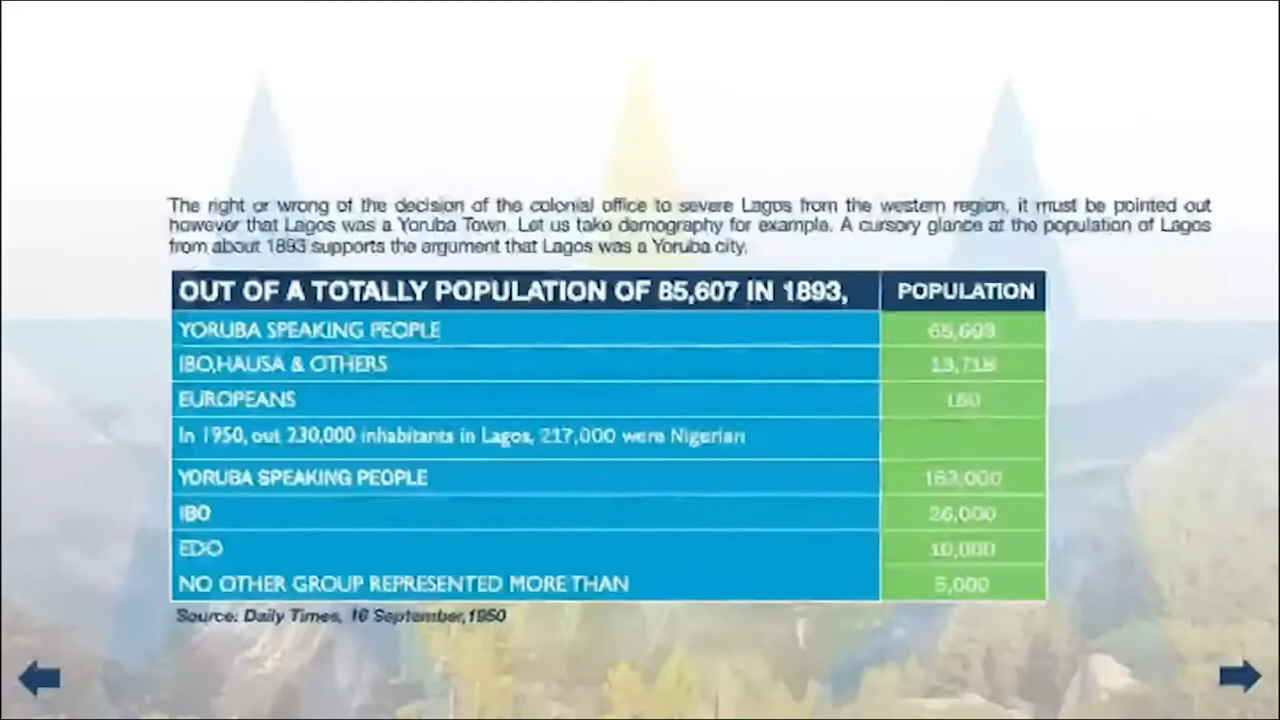 The right or wrong of the decision of the colonial office to severe Lagos from the western region, it must be pointed out
however that Lagos was a Yoruba Town. Let us take demography for example. A cursory glance at the population of Lagos
from about 1893 supports the argument that Lagos was a Yoruba city.
OUT OF A TOTALLY POPULATION OF 85,607 IN 1893, POPULATION
YORUBA SPEAKING PEOPLE
IBO,HAUSA & OTHERS 13,718
EUROPEANS
In 1950, out 230,000 inhabitants in Lagos, 217,000 were Nigerian
YORUBA SPEAKING PEOPLE
IBO 26,000
EDO 10,000
NO OTHER GROUP REPRESENTED MORE THAN 5,000
Source: Daily Times, 16 September,1950